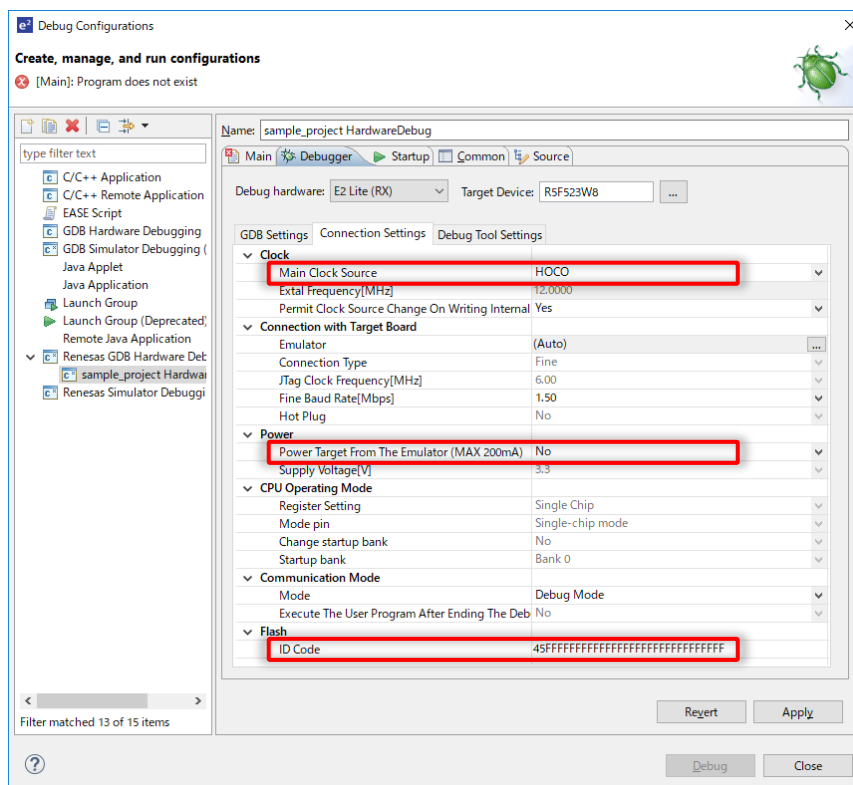 e² Debug Configurations
Create, manage, and run configurations
[Main]: Program does not exist
type filter text
C/C++ Application
C/C++ Remote Application
EASE Script
GDB Hardware Debugging
GDB Simulator Debugging (
Java Applet
Java Application
Launch Group
Launch Group (Deprecated)
Remote Java Application
Renesas GDB Hardware Deb
sample_project Hardwar
Renesas Simulator Debuggi
Filter matched 13 of 15 items
Name: sample_project HardwareDebug
Main Debugger Startup Common Source
Debug hardware: E2 Lite (RX) Target Device: R5F523W8 ...
GDB Settings Connection Settings Debug Tool Settings
Clock
Main Clock Source HOCO
Extal Frequency[MHz] 12.0000
Permit Clock Source Change On Writing Internal Yes
Connection with Target Board
Emulator (Auto) ...
Connection Type Fine
JTag Clock Frequency[MHz] 6.00
Fine Baud Rate[Mbps] 1.50
Hot Plug No
Power
Power Target From The Emulator (MAX 200mA) No
Supply Voltage[V] 3.3
CPU Operating Mode
Register Setting Single Chip
Mode pin Single-chip mode
Change startup bank No
Startup bank Bank 0
Communication Mode
Mode Debug Mode
Execute The User Program After Ending The Deb No
Flash
ID Code 45FFFFFFFFFFFFFFFFFFFFFFFFFFFFFF
Revert Apply
? Debug Close